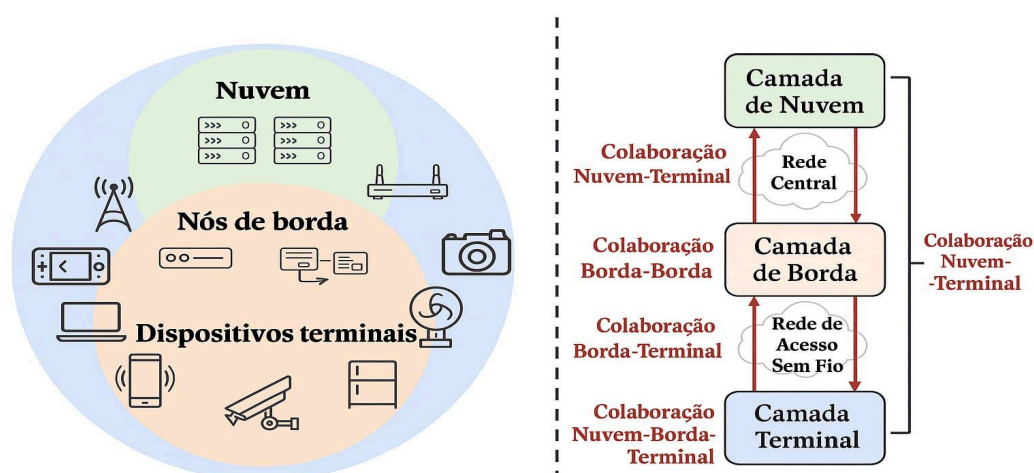 Nuvem
Nós de borda
Dispositivos terminais
Camada
de Nuvem
Colaboração
Nuvem-Terminal
Rede
Central
Colaboração
Borda-Borda
Camada
de Borda
Colaboração
Nuvem-
-Terminal
Colaboração
Borda-Terminal
Rede de
Acesso
Sem Fio
Colaboração
Nuvem-Borda-
Terminal
Camada
Terminal